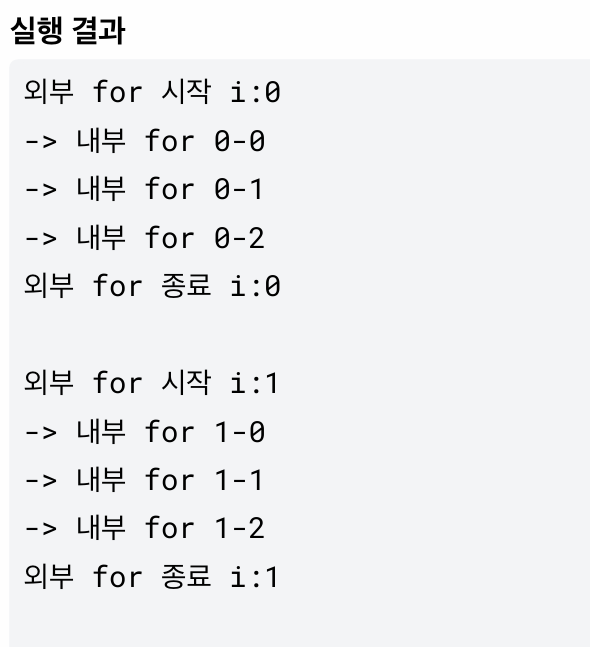 실행 결과
외부 for 시작 i:0
-> 내부 for 0-0
-> 내부 for 0-1
-> 내부 for 0-2
외부 for 종료 i:0

외부 for 시작 i:1
-> 내부 for 1-0
-> 내부 for 1-1
-> 내부 for 1-2
외부 for 종료 i:1